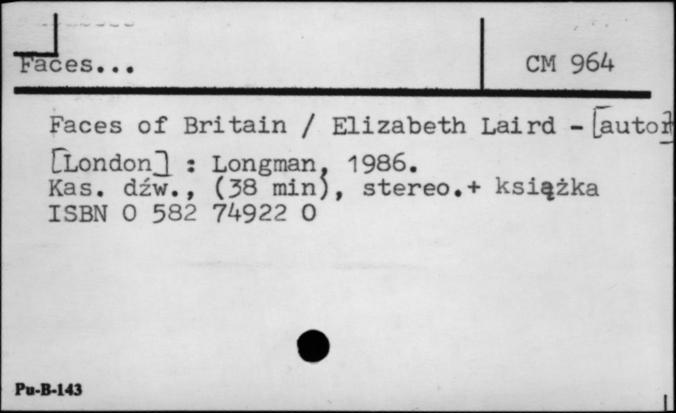 Faces...
CM 964
Faces of Britain / Elizabeth Laird - [autor]
[London] : Longman, 1986.
Kas. dźw., (38 min), stereo.+ książka
ISBN 0 582 74922 0
Pu-B-143